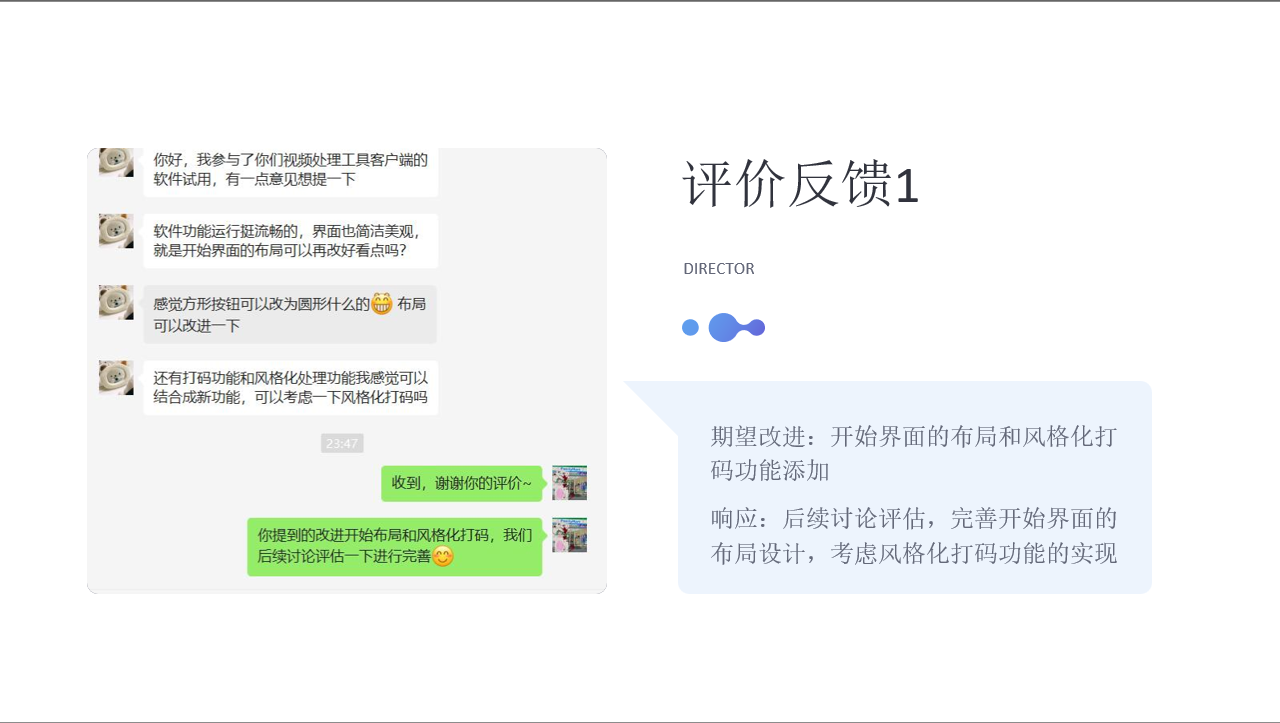 你好，我参与了你们视频处理工具客户端的
软件试用，有一点意见想提一下
软件功能运行挺流畅的，界面也简洁美观，
就是开始界面的布局可以再改好看点吗？
感觉方形按钮可以改为圆形什么的😁 布局
可以改进一下
还有打码功能和风格化处理功能我感觉可以
结合成新功能，可以考虑一下风格化打码吗
23:47
收到，谢谢你的评价~
你提到的改进开始布局和风格化打码，我们
后续讨论评估一下进行完善😊
评价反馈1
DIRECTOR
期望改进：开始界面的布局和风格化打
码功能添加
响应：后续讨论评估，完善开始界面的
布局设计，考虑风格化打码功能的实现